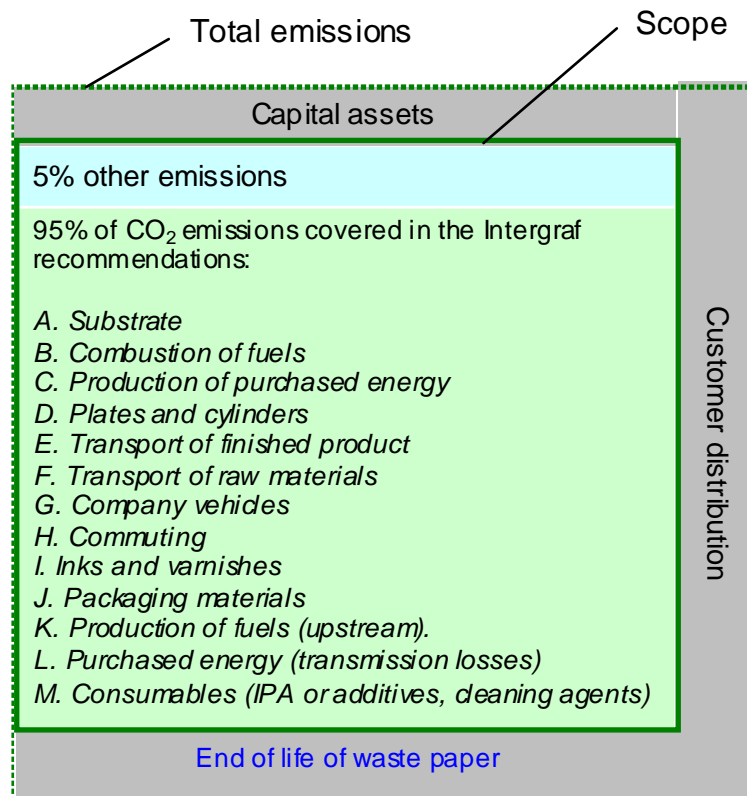 Total emissions
Scope
Capital assets
5% other emissions
95% of CO₂ emissions covered in the Intergraf
recommendations:
A. Substrate
B. Combustion of fuels
C. Production of purchased energy
D. Plates and cylinders
E. Transport of finished product
F. Transport of raw materials
G. Company vehicles
H. Commuting
I. Inks and varnishes
J. Packaging materials
K. Production of fuels (upstream).
L. Purchased energy (transmission losses)
M. Consumables (IPA or additives, cleaning agents)
Customer distribution
End of life of waste paper